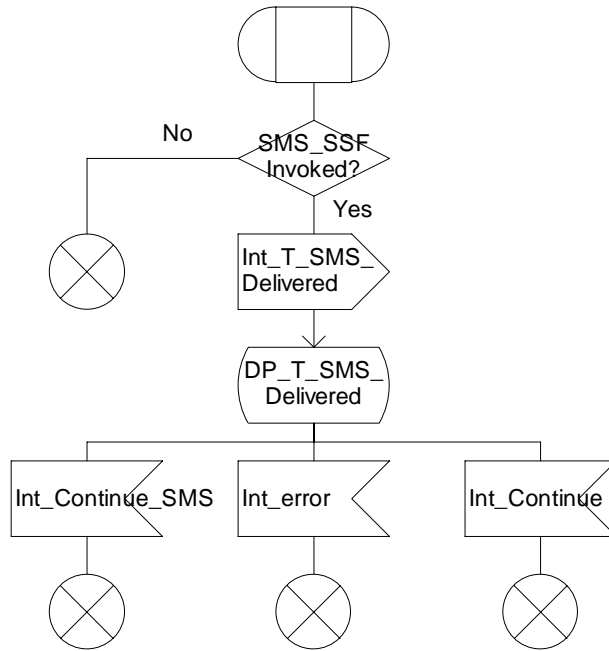 No
SMS_SSF
Invoked?
Yes
Int_T_SMS_
Delivered
DP_T_SMS_
Delivered
Int_Continue_SMS
Int_error
Int_Continue